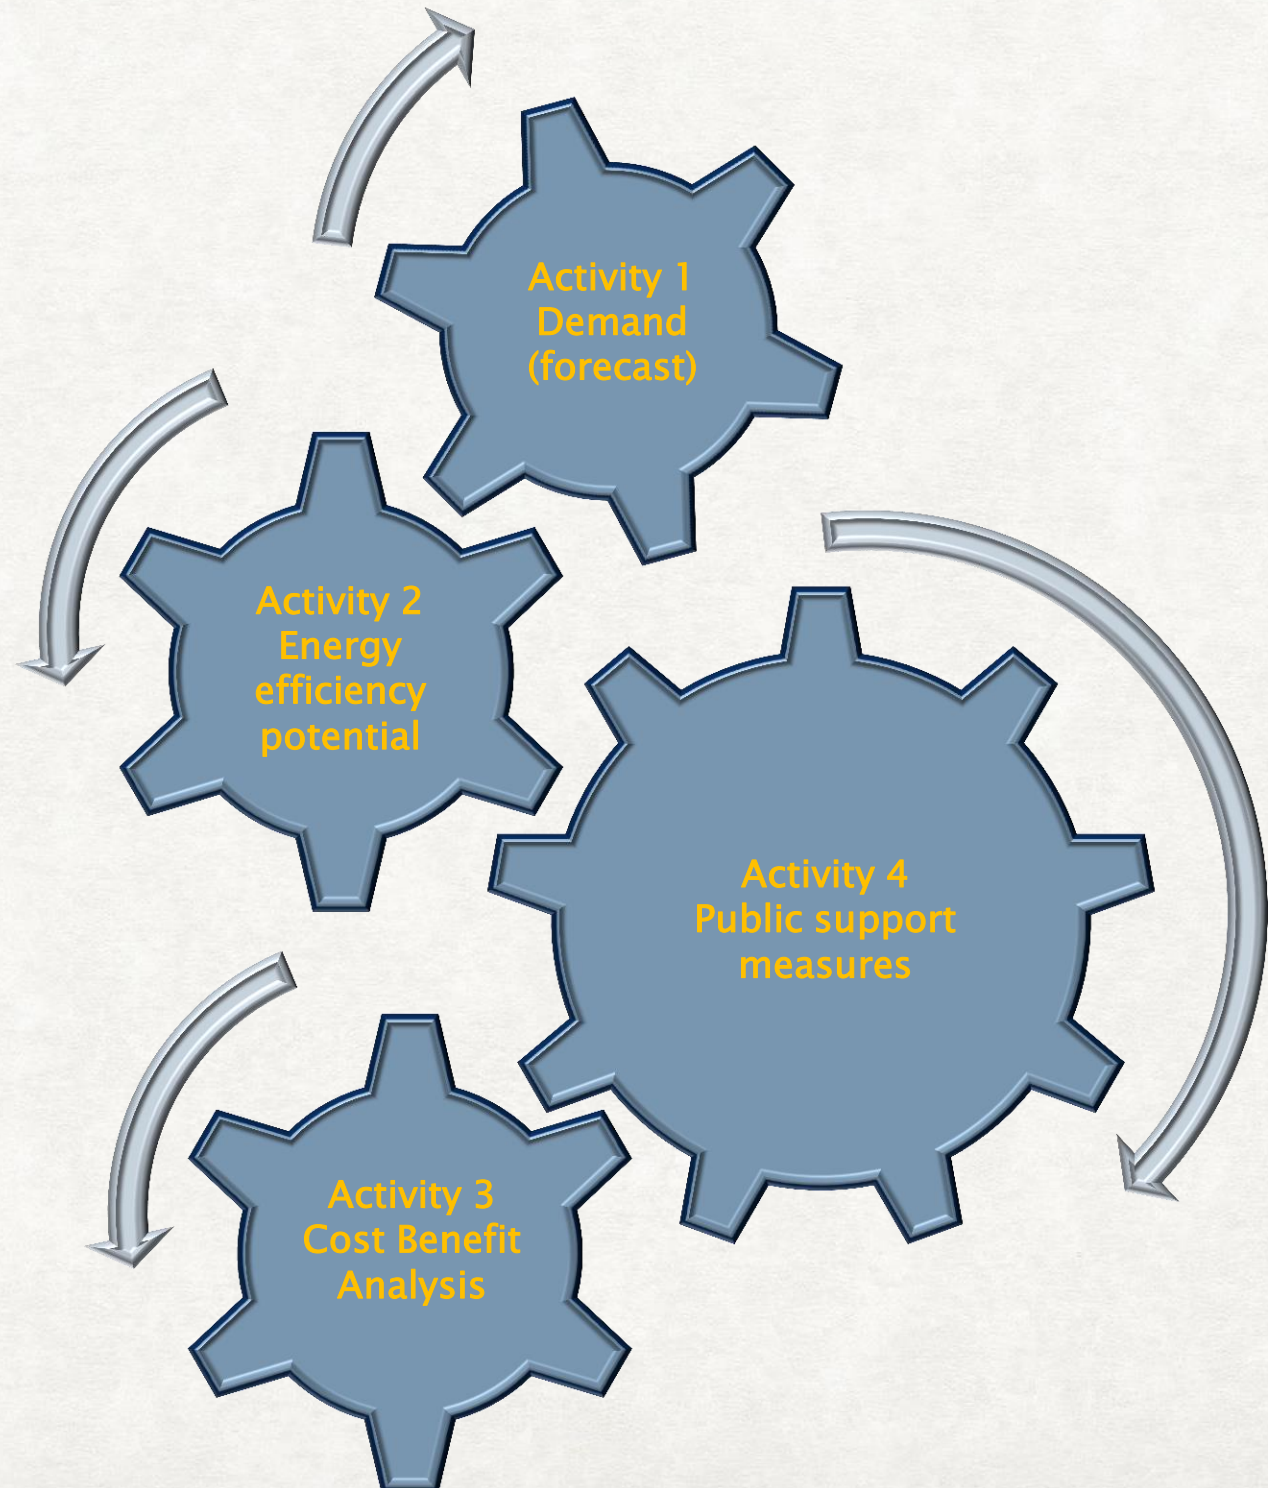 Activity 1
Demand
(forecast)
Activity 2
Energy
efficiency
potential
Activity 4
Public support
measures
Activity 3
Cost Benefit
Analysis